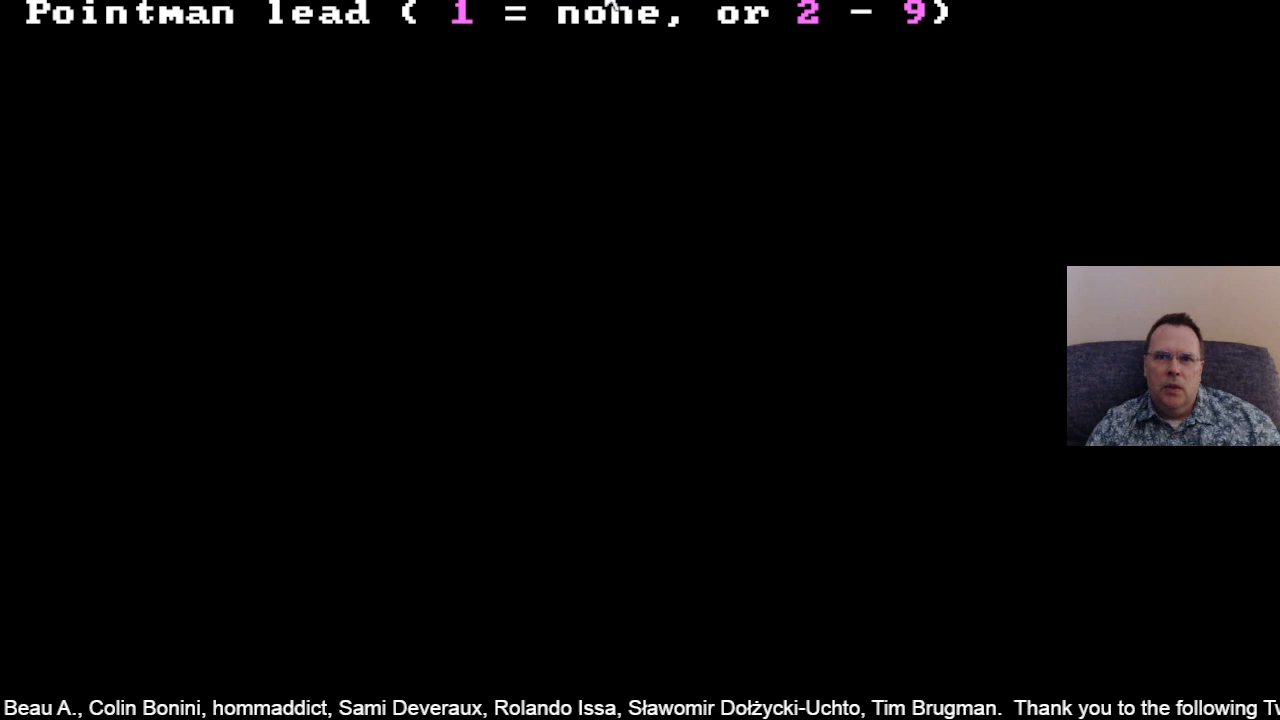 Pointman lead ( 1 = none, or 2 - 9)
Beau A., Colin Bonini, hommaddict, Sami Deveraux, Rolando Issa, Sławomir Dołżycki-Uchto, Tim Brugman. Thank you to the following Tw